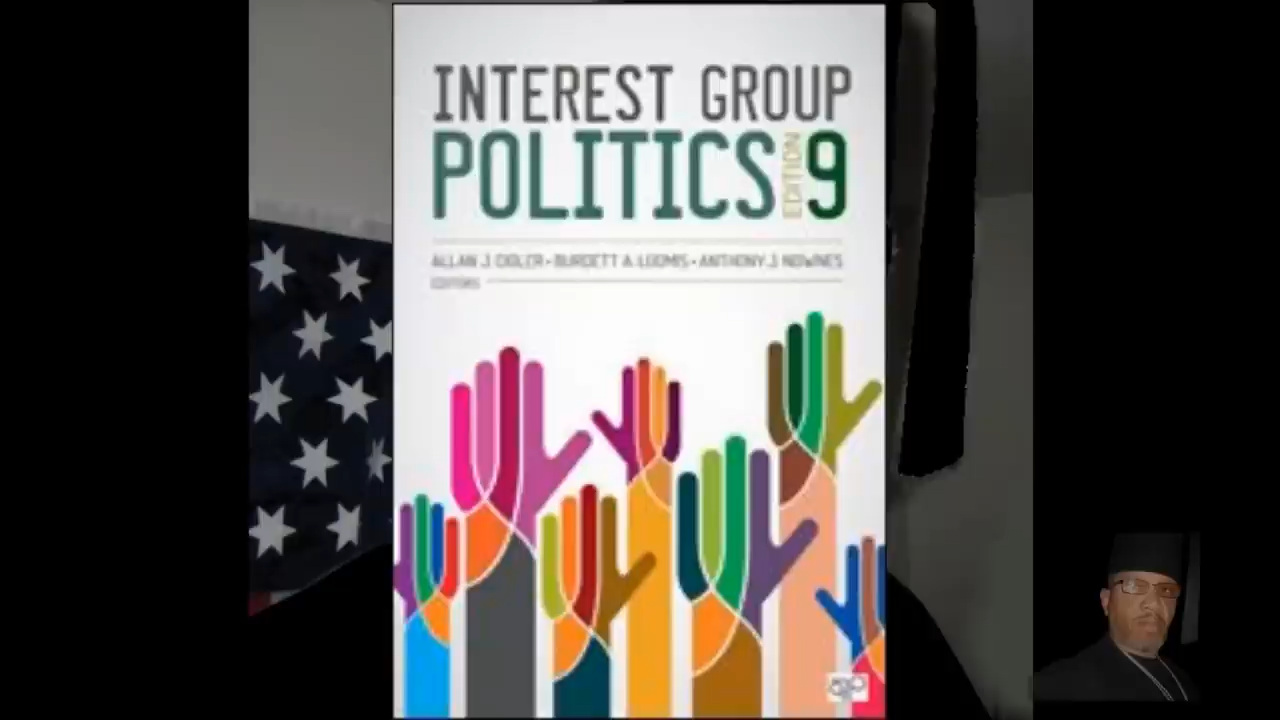 INTEREST GROUP
POLITICS EDITION 9
ALLAN J. CIGLER • BURDETT A. LOOMIS • ANTHONY J. NOWNES
EDITORS